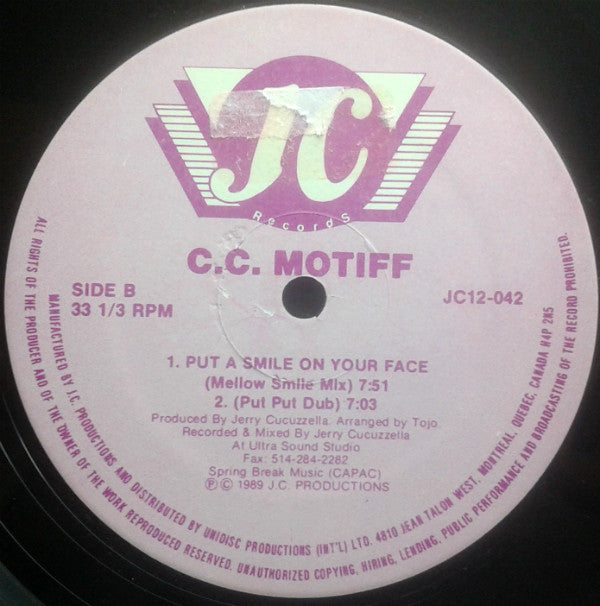 JC
Records
C.C. MOTIFF
SIDE B
33 1/3 RPM
JC12-042
1. PUT A SMILE ON YOUR FACE
(Mellow Smile Mix) 7:51
2. (Put Put Dub) 7:03
Produced By Jerry Cucuzzella. Arranged by Tojo.
Recorded & Mixed By Jerry Cucuzzella
At Ultra Sound Studio
Fax: 514-284-2282
Spring Break Music (CAPAC)
℗ © 1989 J.C. PRODUCTIONS
MANUFACTURED BY J.C. PRODUCTIONS AND DISTRIBUTED BY UNIDISC PRODUCTIONS (INT'L) LTD. 4810 JEAN TALON WEST, MONTREAL, QUEBEC, CANADA H4P 2N5
ALL RIGHTS OF THE PRODUCER AND OF THE OWNER OF THE WORK REPRODUCED RESERVED. UNAUTHORIZED COPYING, HIRING, LENDING, PUBLIC PERFORMANCE AND BROADCASTING OF THE RECORD PROHIBITED.